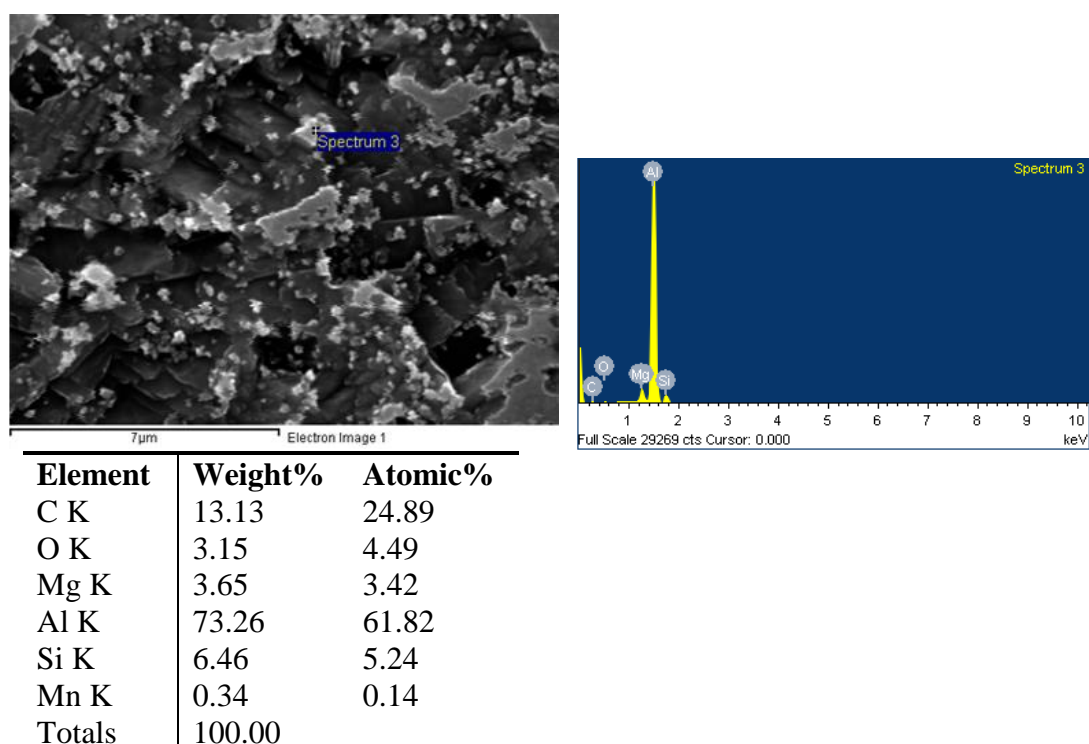 Spectrum 3
7µm Electron Image 1
Spectrum 3
Al
O
Mg
Si
C
1 2 3 4 5 6 7 8 9 10
Full Scale 29269 cts Cursor: 0.000 keV
Element Weight% Atomic%
C K 13.13 24.89
O K 3.15 4.49
Mg K 3.65 3.42
Al K 73.26 61.82
Si K 6.46 5.24
Mn K 0.34 0.14
Totals 100.00